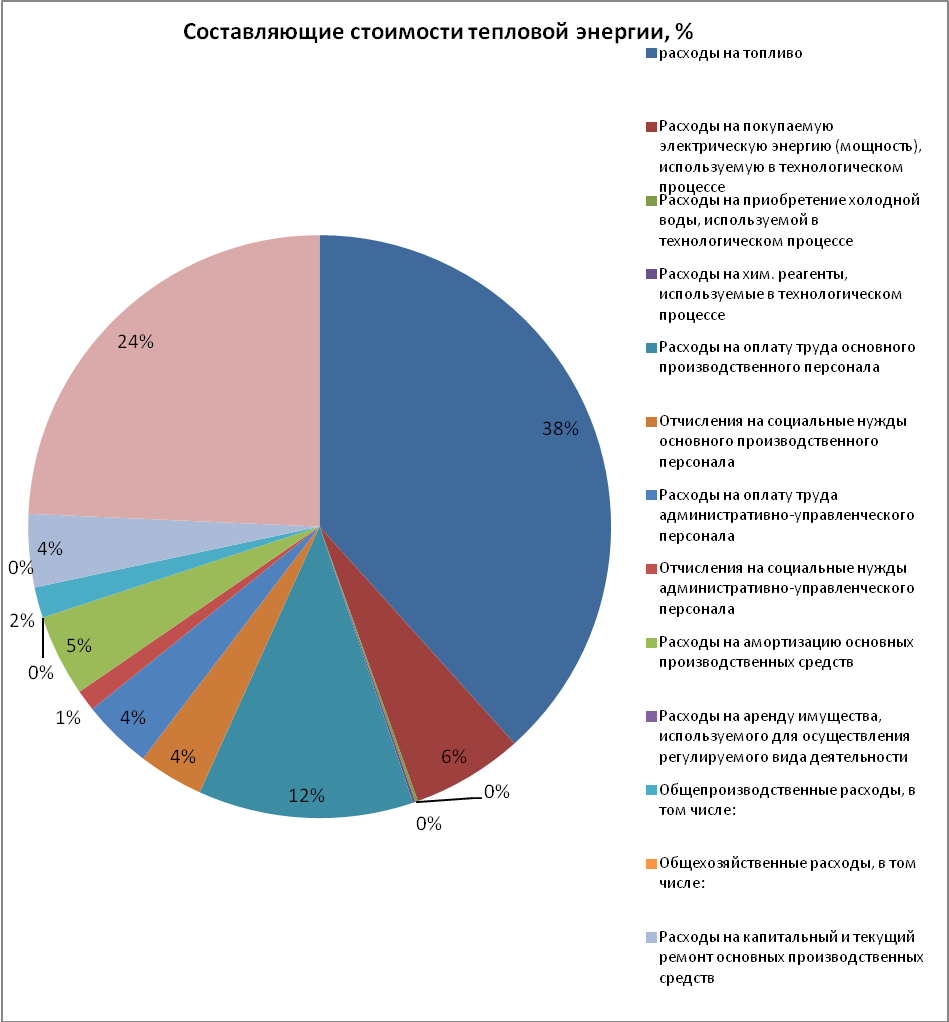 Составляющие стоимости тепловой энергии, %
расходы на топливо
Расходы на покупаемую
электрическую энергию (мощность),
используемую в технологическом
процессе
Расходы на приобретение холодной
воды, используемой в
технологическом процессе
Расходы на хим. реагенты,
используемые в технологическом
процессе
Расходы на оплату труда основного
производственного персонала
Отчисления на социальные нужды
основного производственного
персонала
Расходы на оплату труда
административно-управленческого
персонала
Отчисления на социальные нужды
административно-управленческого
персонала
Расходы на амортизацию основных
производственных средств
Расходы на аренду имущества,
используемого для осуществления
регулируемого вида деятельности
Общепроизводственные расходы, в
том числе:
Общехозяйственные расходы, в том
числе:
Расходы на капитальный и текущий
ремонт основных производственных
средств
24%
38%
4%
0%
2%
5%
0%
1%
4%
4%
6%
12%
0%
0%